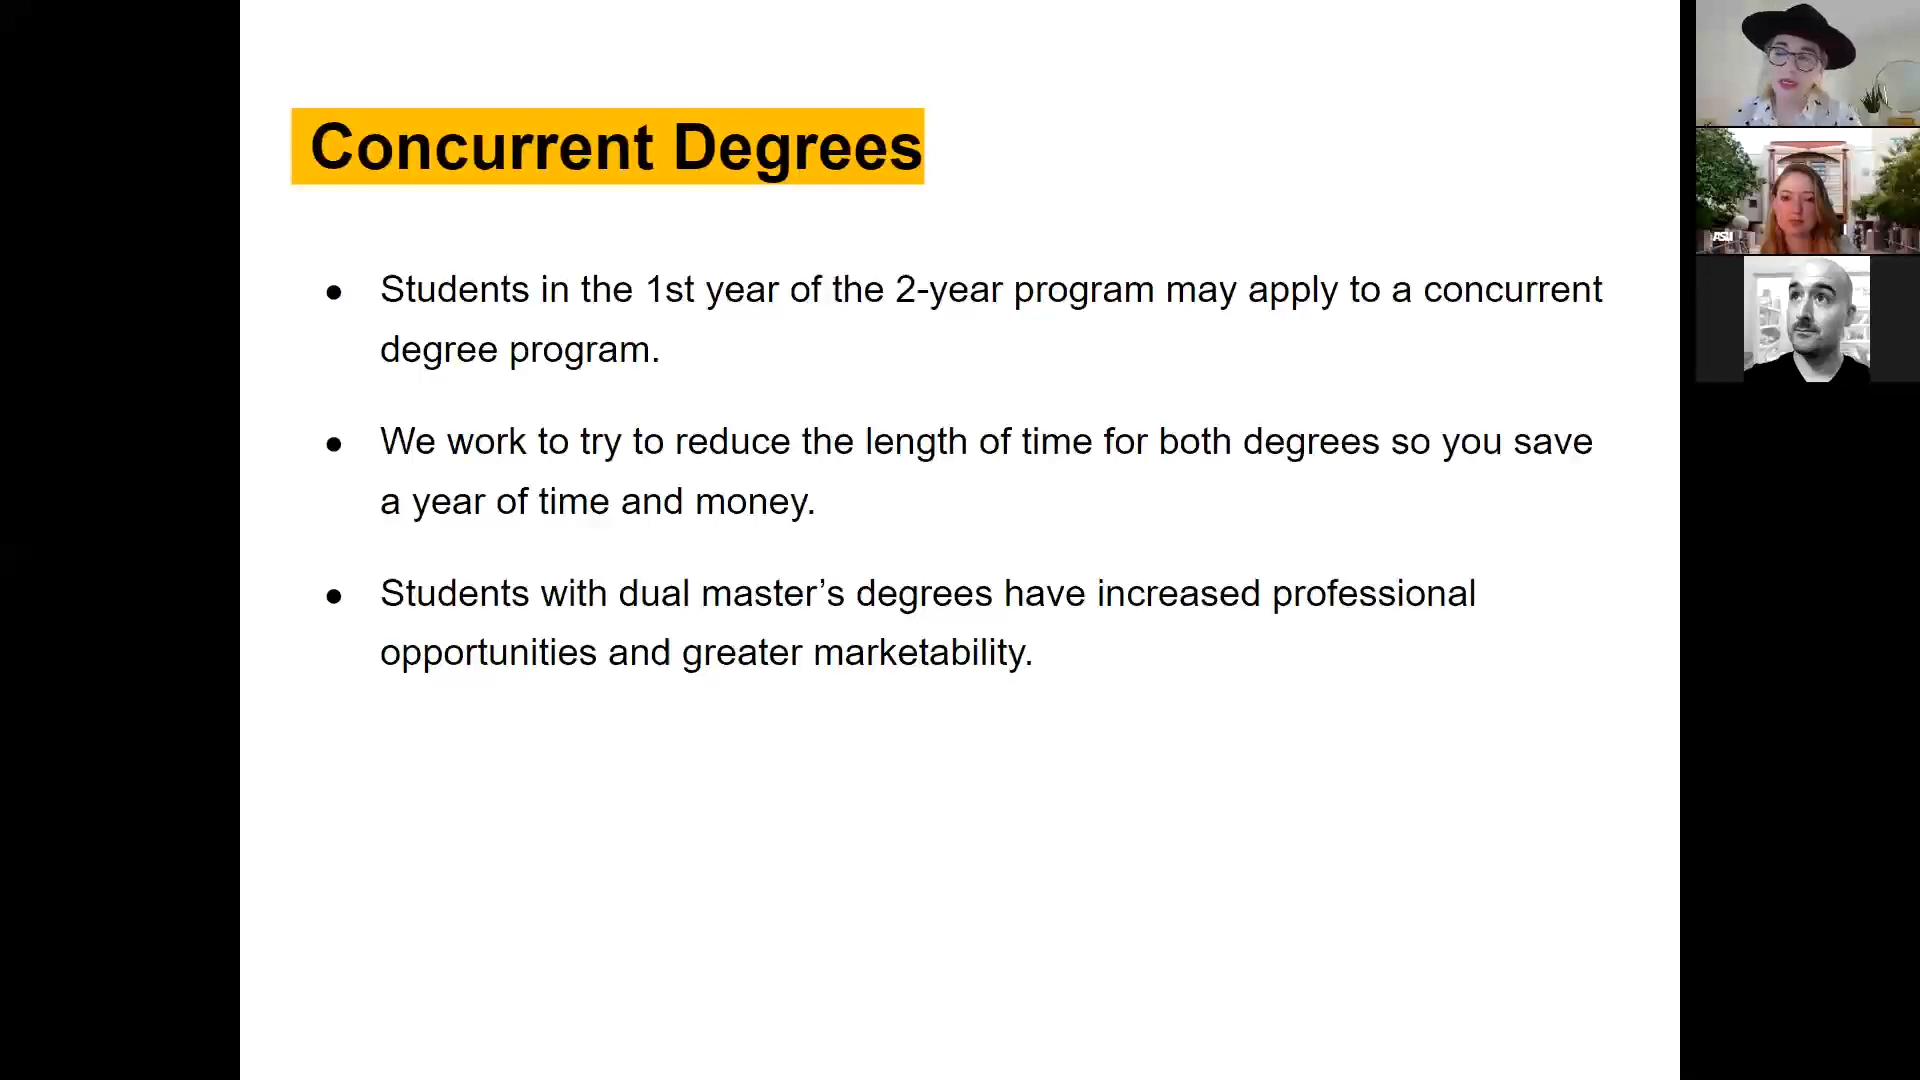 Concurrent Degrees
● Students in the 1st year of the 2-year program may apply to a concurrent
degree program.
● We work to try to reduce the length of time for both degrees so you save
a year of time and money.
● Students with dual master’s degrees have increased professional
opportunities and greater marketability.
ASU